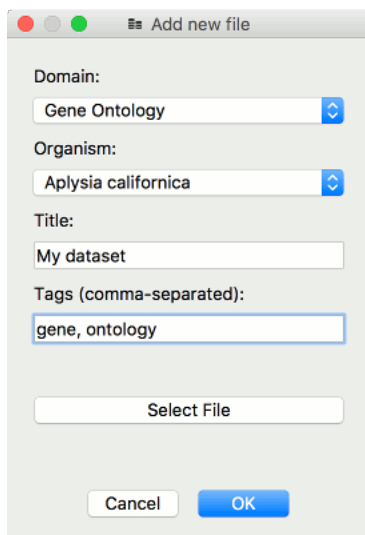 Add new file
Domain:
Gene Ontology
Organism:
Aplysia californica
Title:
My dataset
Tags (comma-separated):
gene, ontology
Select File
Cancel OK